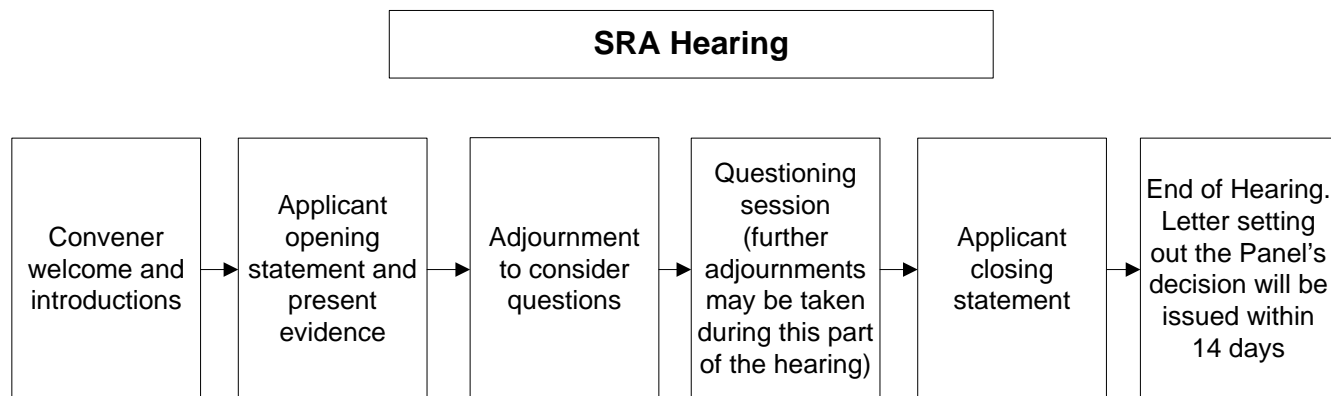 SRA Hearing
Convener
welcome and
introductions
Applicant
opening
statement and
present
evidence
Adjournment
to consider
questions
Questioning
session
(further
adjournments
may be taken
during this part
of the hearing)
Applicant
closing
statement
End of Hearing.
Letter setting
out the Panel’s
decision will be
issued within
14 days